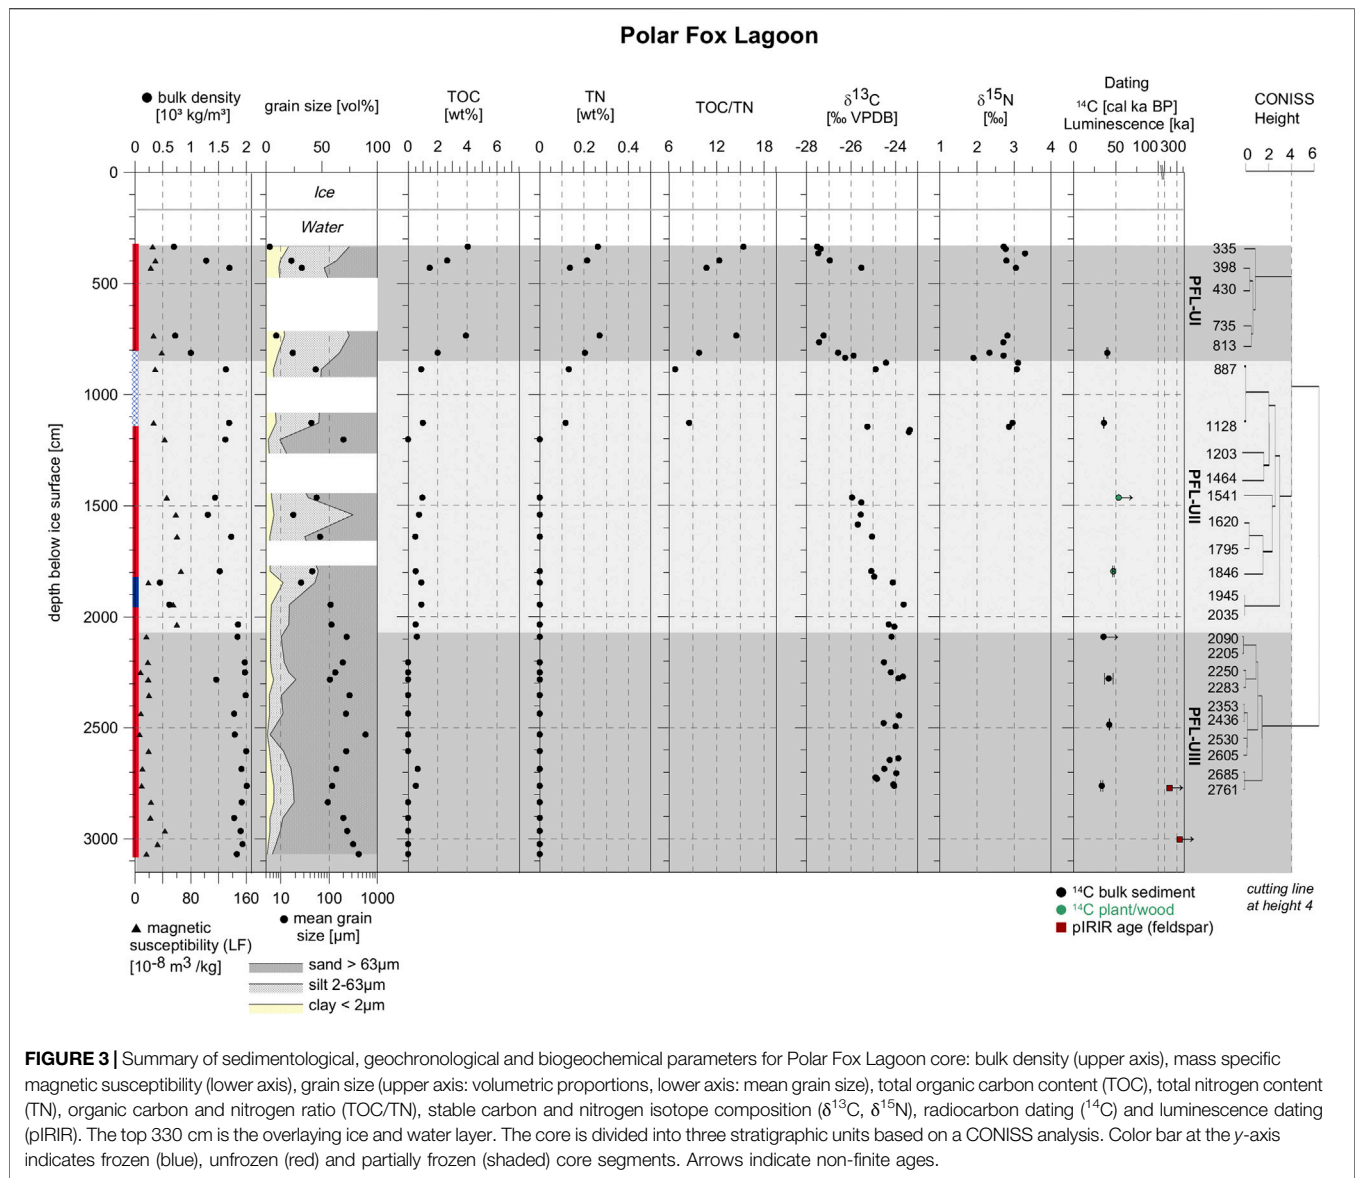 Polar Fox Lagoon
● bulk density
[10³ kg/m³]
grain size [vol%]
TOC
[wt%]
TN
[wt%]
TOC/TN
δ13C
[‰ VPDB]
δ15N
[‰]
Dating
14C [cal ka BP]
Luminescence [ka]
CONISS
Height
0 0.5 1 1.5 2
0 50 100
0 2 4 6
0 0.2 0.4
6 12 18
-28 -26 -24
1 2 3 4
0 50 100 300
0 2 4 6
depth below ice surface [cm]
0
500
1000
1500
2000
2500
3000
Ice
Water
PFL-UI
PFL-UII
PFL-UIII
335
398
430
735
813
887
1128
1203
1464
1541
1620
1795
1846
1945
2035
2090
2205
2250
2283
2353
2436
2530
2605
2685
2761
0 80 160
10 100 1000
▲ magnetic
susceptibility (LF)
[10-8 m3 /kg]
● mean grain
size [µm]
sand > 63µm
silt 2-63µm
clay < 2µm
14C bulk sediment
14C plant/wood
pIRIR age (feldspar)
cutting line
at height 4
FIGURE 3 | Summary of sedimentological, geochronological and biogeochemical parameters for Polar Fox Lagoon core: bulk density (upper axis), mass specific
magnetic susceptibility (lower axis), grain size (upper axis: volumetric proportions, lower axis: mean grain size), total organic carbon content (TOC), total nitrogen content
(TN), organic carbon and nitrogen ratio (TOC/TN), stable carbon and nitrogen isotope composition (δ13C, δ15N), radiocarbon dating (14C) and luminescence dating
(pIRIR). The top 330 cm is the overlaying ice and water layer. The core is divided into three stratigraphic units based on a CONISS analysis. Color bar at the y-axis
indicates frozen (blue), unfrozen (red) and partially frozen (shaded) core segments. Arrows indicate non-finite ages.